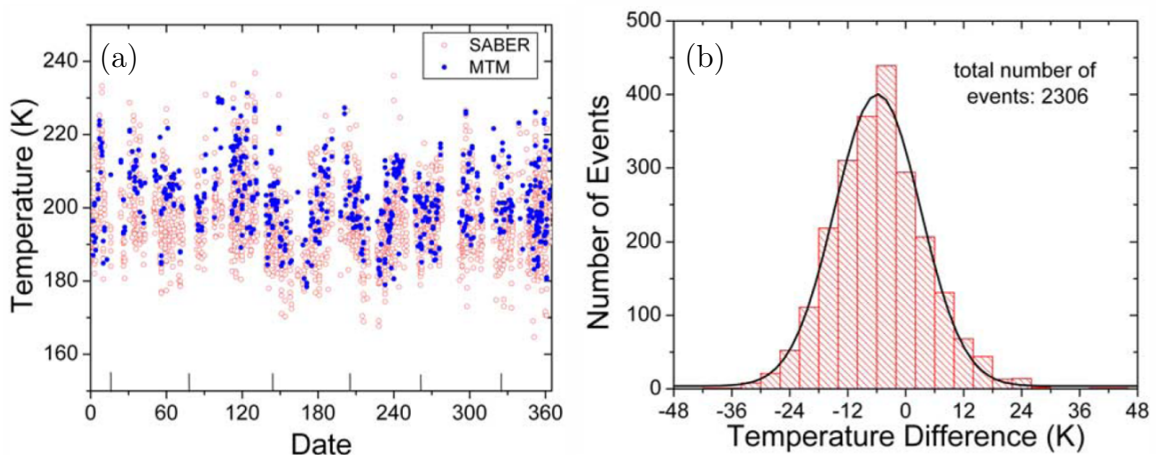 (a)
SABER
MTM
Temperature (K)
240
220
200
180
160
0 60 120 180 240 300 360
Date
(b)
total number of
events: 2306
Number of Events
500
400
300
200
100
0
-48 -36 -24 -12 0 12 24 36 48
Temperature Difference (K)